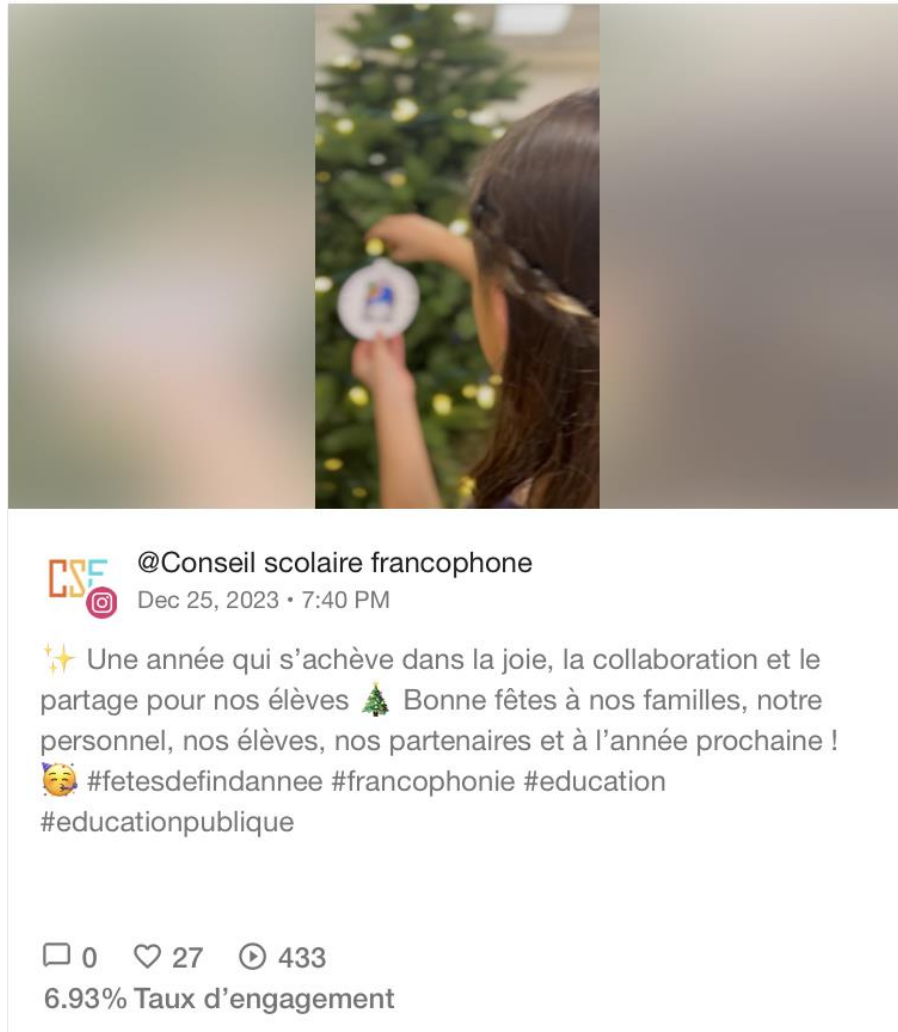 CSF
@Conseil scolaire francophone
Dec 25, 2023 • 7:40 PM
✨ Une année qui s’achève dans la joie, la collaboration et le
partage pour nos élèves 🎄 Bonne fêtes à nos familles, notre
personnel, nos élèves, nos partenaires et à l’année prochaine !
🥳 #fetesdefindannee #francophonie #education
#educationpublique
0 27 433
6.93% Taux d’engagement